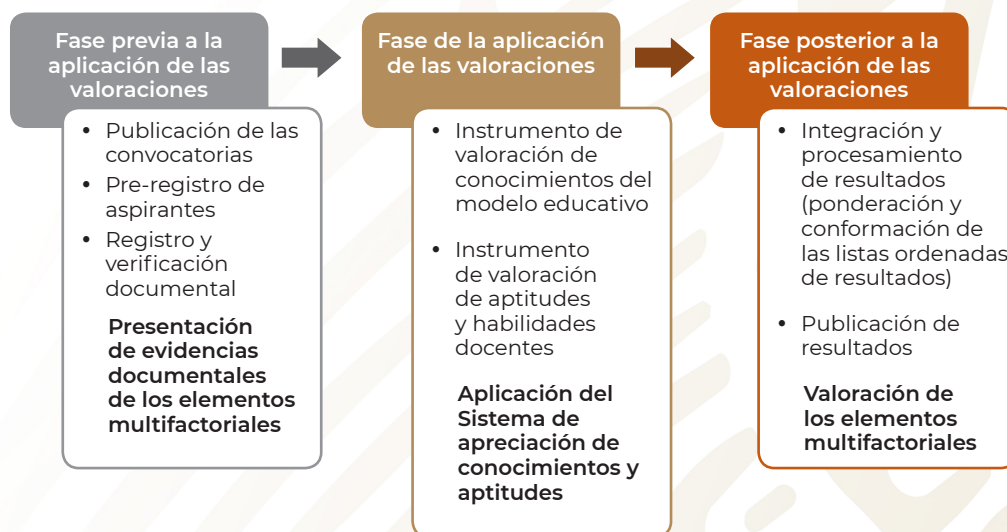 Fase previa a la
aplicación de las
valoraciones
• Publicación de las
convocatorias
• Pre-registro de
aspirantes
• Registro y
verificación
documental
Presentación
de evidencias
documentales
de los elementos
multifactoriales
Fase de la aplicación
de las valoraciones
• Instrumento de
valoración de
conocimientos del
modelo educativo
• Instrumento
de valoración
de aptitudes
y habilidades
docentes
Aplicación del
Sistema de
apreciación de
conocimientos y
aptitudes
Fase posterior a la
aplicación de las
valoraciones
• Integración y
procesamiento
de resultados
(ponderación y
conformación de
las listas ordenadas
de resultados)
• Publicación de
resultados
Valoración de
los elementos
multifactoriales